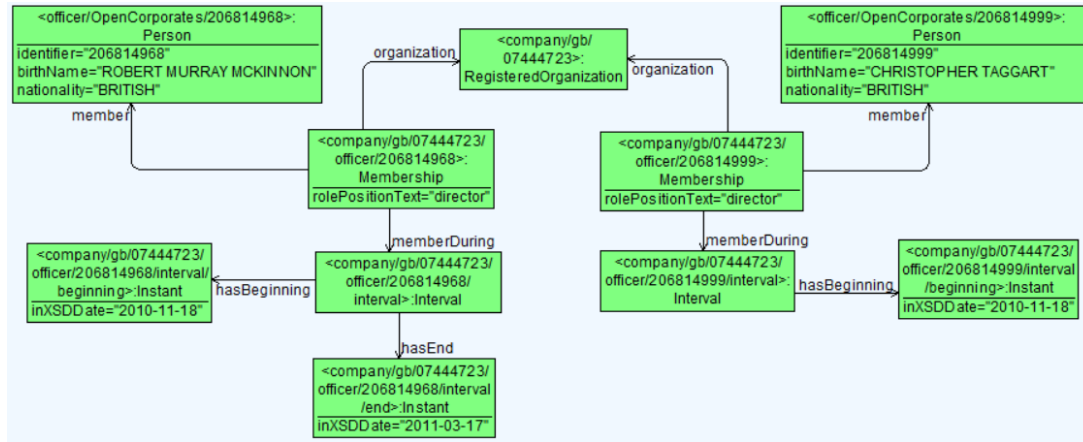 <officer/OpenCorporates/206814968>:
Person
identifier="206814968"
birthName="ROBERT MURRAY MCKINNON"
nationality="BRITISH"
member
organization
<company/gb/
07444723>:
RegisteredOrganization
organization
<officer/OpenCorporates/206814999>:
Person
identifier="206814999"
birthName="CHRISTOPHER TAGGART"
nationality="BRITISH"
member
<company/gb/07444723/
officer/206814968>:
Membership
rolePositionText="director"
<company/gb/07444723/
officer/206814999>:
Membership
rolePositionText="director"
memberDuring
memberDuring
<company/gb/07444723/
officer/206814968/interval/
beginning>:Instant
inXSDDate="2010-11-18"
hasBeginning
<company/gb/07444723/
officer/206814968/
interval>:Interval
<company/gb/07444723/
officer/206814999/interval>:
Interval
hasBeginning
<company/gb/07444723/
officer/206814999/interval
/beginning>:Instant
inXSDDate="2010-11-18"
hasEnd
<company/gb/07444723/
officer/206814968/interval
/end>:Instant
inXSDDate="2011-03-17"